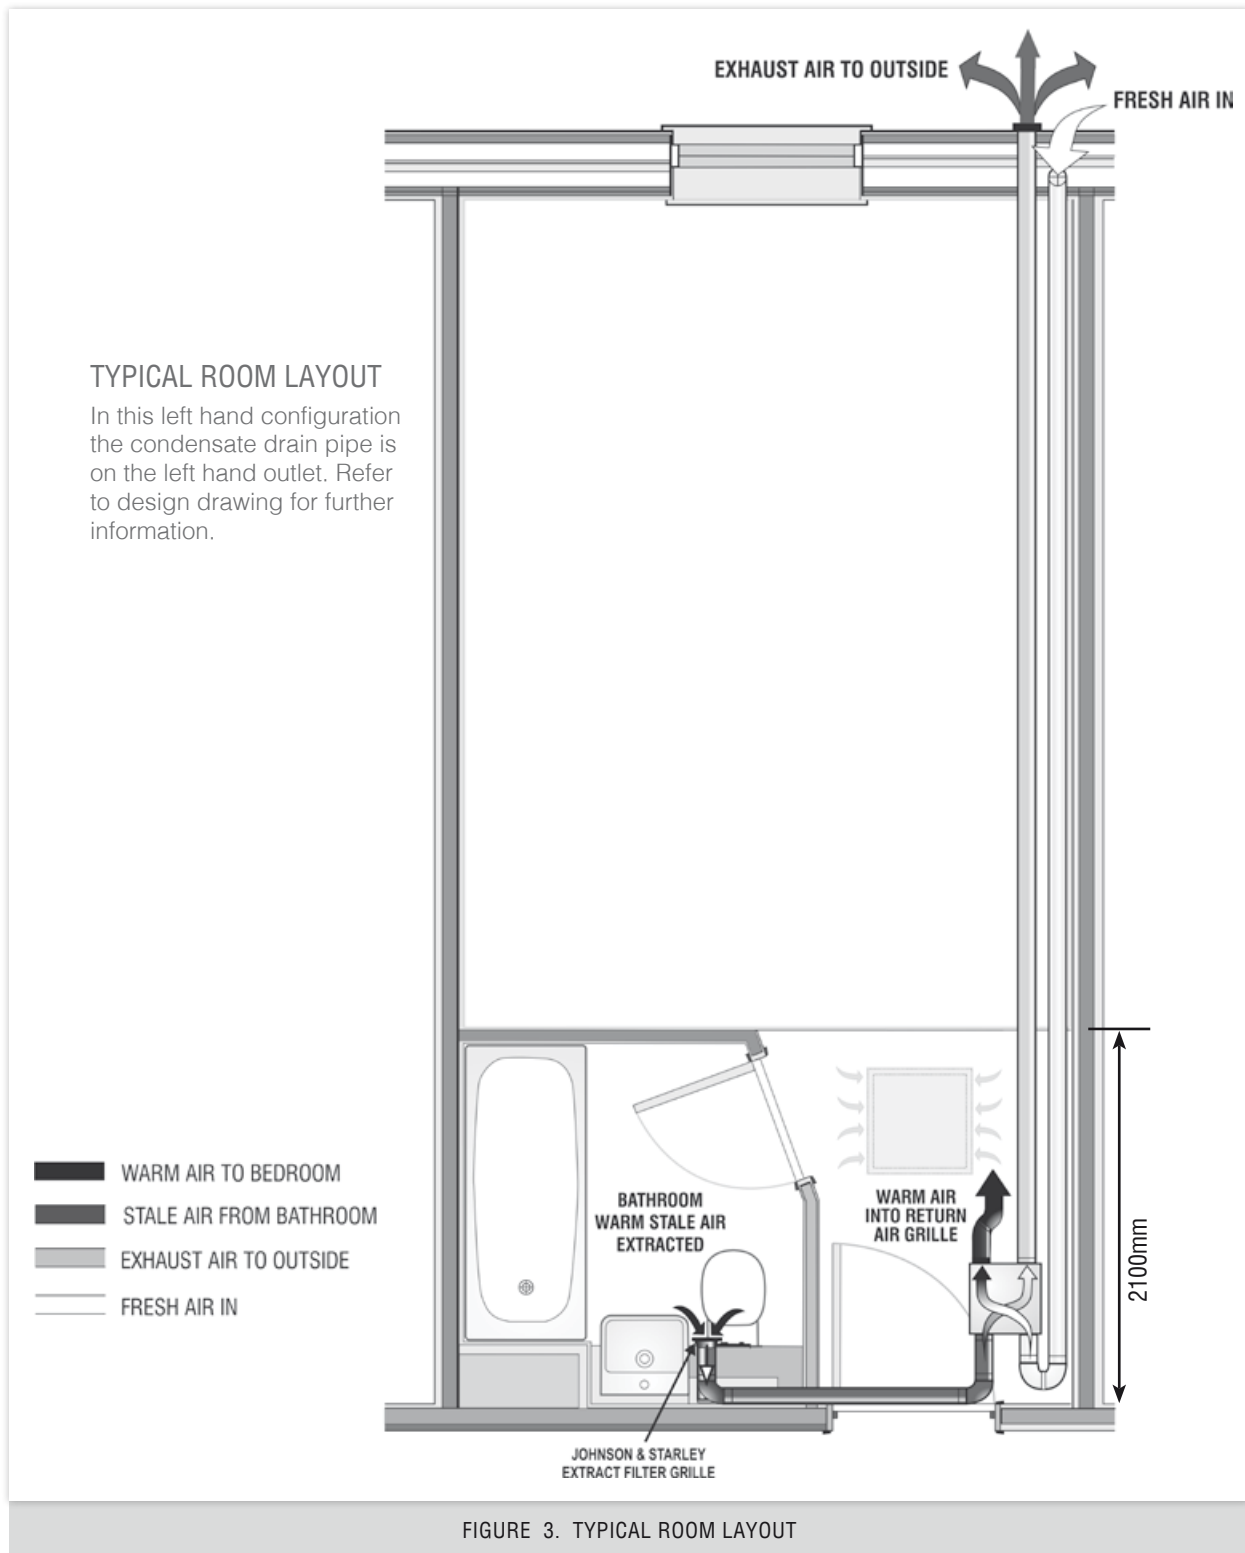 EXHAUST AIR TO OUTSIDE
FRESH AIR IN
TYPICAL ROOM LAYOUT
In this left hand configuration
the condensate drain pipe is
on the left hand outlet. Refer
to design drawing for further
information.
WARM AIR TO BEDROOM
STALE AIR FROM BATHROOM
EXHAUST AIR TO OUTSIDE
FRESH AIR IN
BATHROOM
WARM STALE AIR
EXTRACTED
WARM AIR
INTO RETURN
AIR GRILLE
2100mm
JOHNSON & STARLEY
EXTRACT FILTER GRILLE
FIGURE 3. TYPICAL ROOM LAYOUT